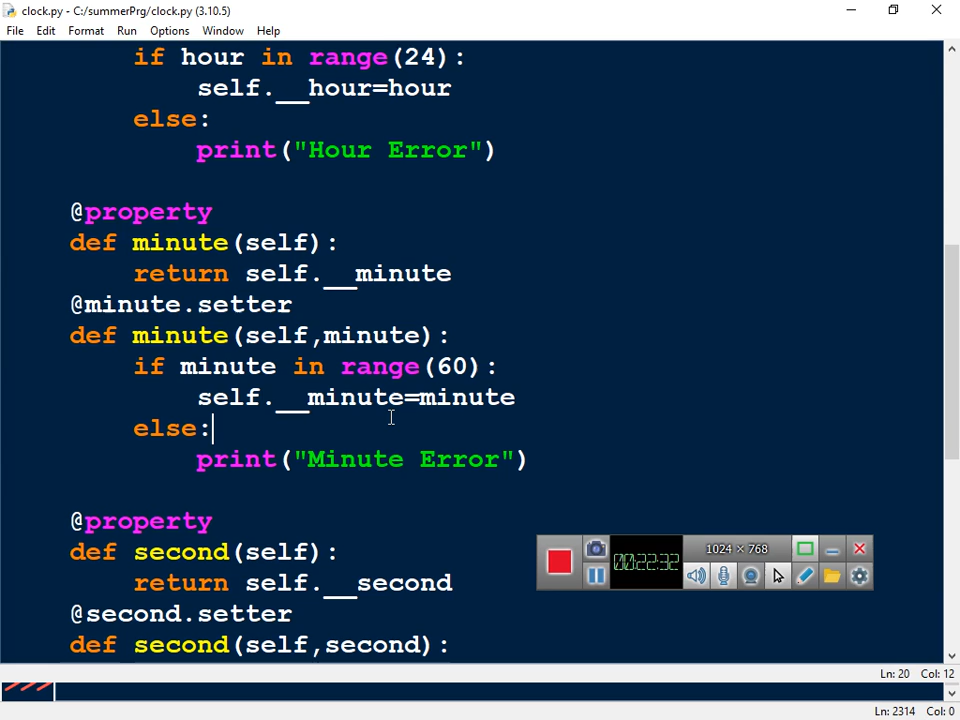 clock.py - C:/summerPrg/clock.py (3.10.5)
File Edit Format Run Options Window Help
if hour in range(24):
self.__hour=hour
else:
print("Hour Error")
@property
def minute(self):
return self.__minute
@minute.setter
def minute(self,minute):
if minute in range(60):
self.__minute=minute
else:
print("Minute Error")
@property
def second(self):
return self.__second
@second.setter
def second(self,second):
00:22:32
1024 × 768
Ln: 20 Col: 12
Ln: 2314 Col: 0